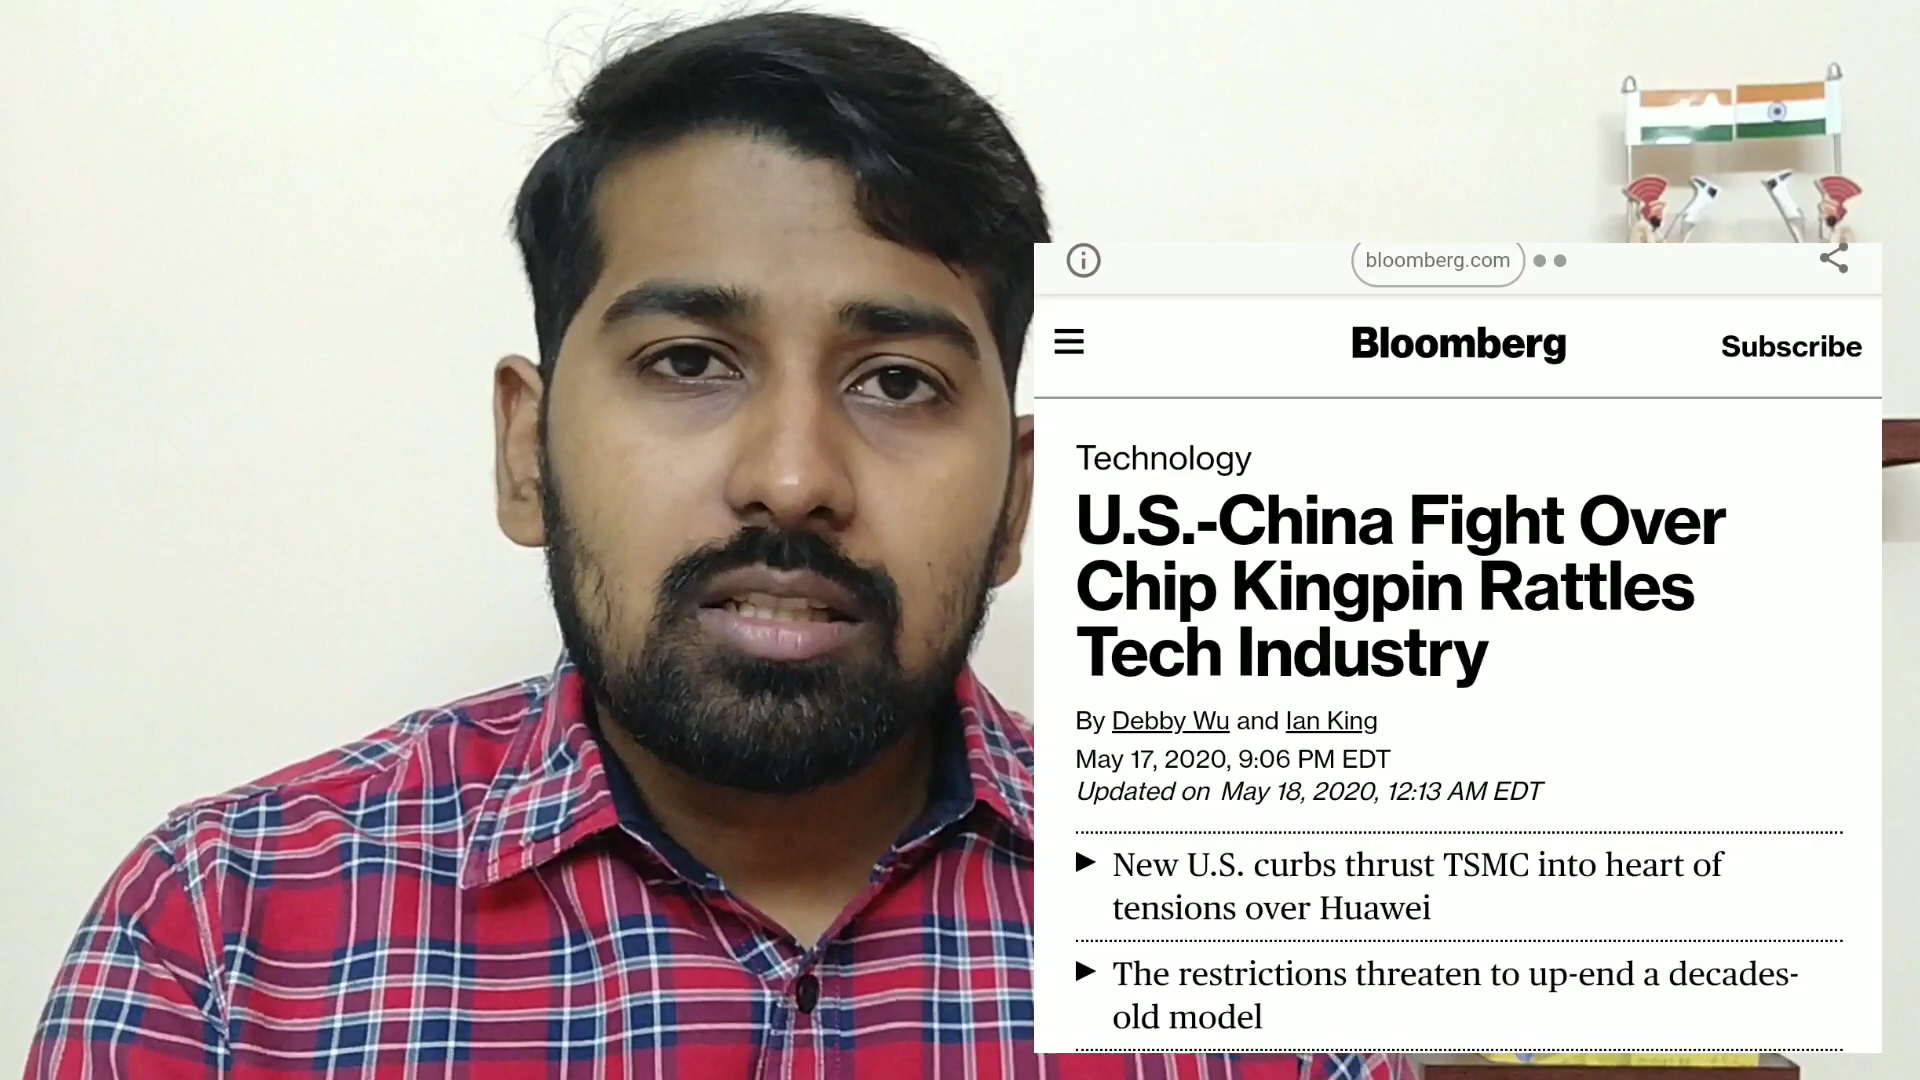 bloomberg.com
Bloomberg
Subscribe
Technology
U.S.-China Fight Over
Chip Kingpin Rattles
Tech Industry
By Debby Wu and Ian King
May 17, 2020, 9:06 PM EDT
Updated on May 18, 2020, 12:13 AM EDT
New U.S. curbs thrust TSMC into heart of
tensions over Huawei
The restrictions threaten to up-end a decades-
old model